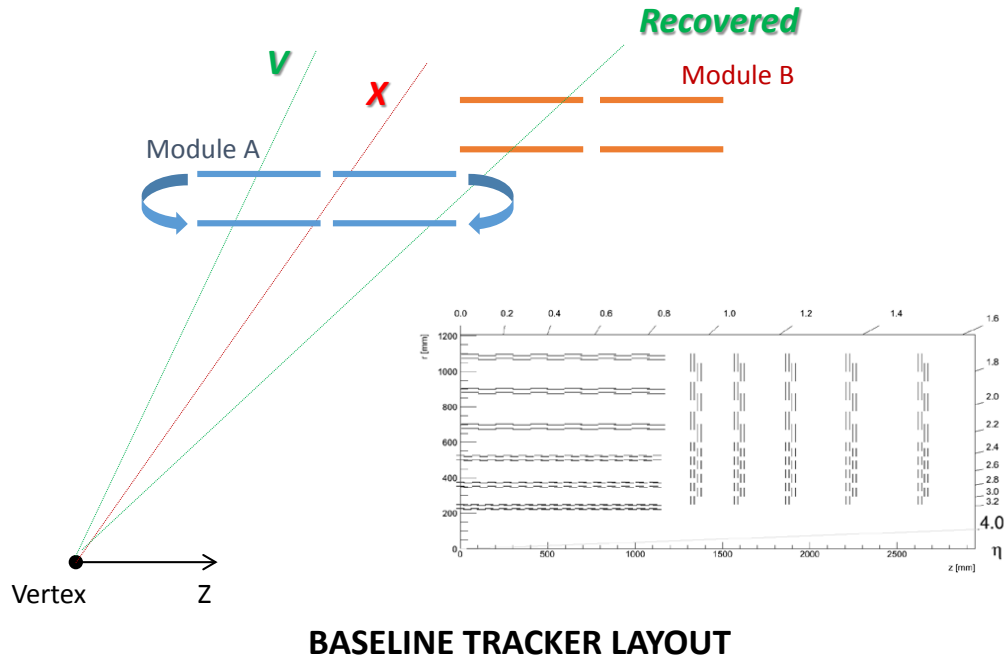 Recovered
V
X
Module B
Module A
0.0 0.2 0.4 0.6 0.8 1.0 1.2 1.4 1.6
r [mm]
1200
1000
800
600
400
200
0
1.8
2.0
2.2
2.4
2.6
2.8
3.0
3.2
4.0
η
0 500 1000 1500 2000 2500
z [mm]
Vertex
Z
BASELINE TRACKER LAYOUT